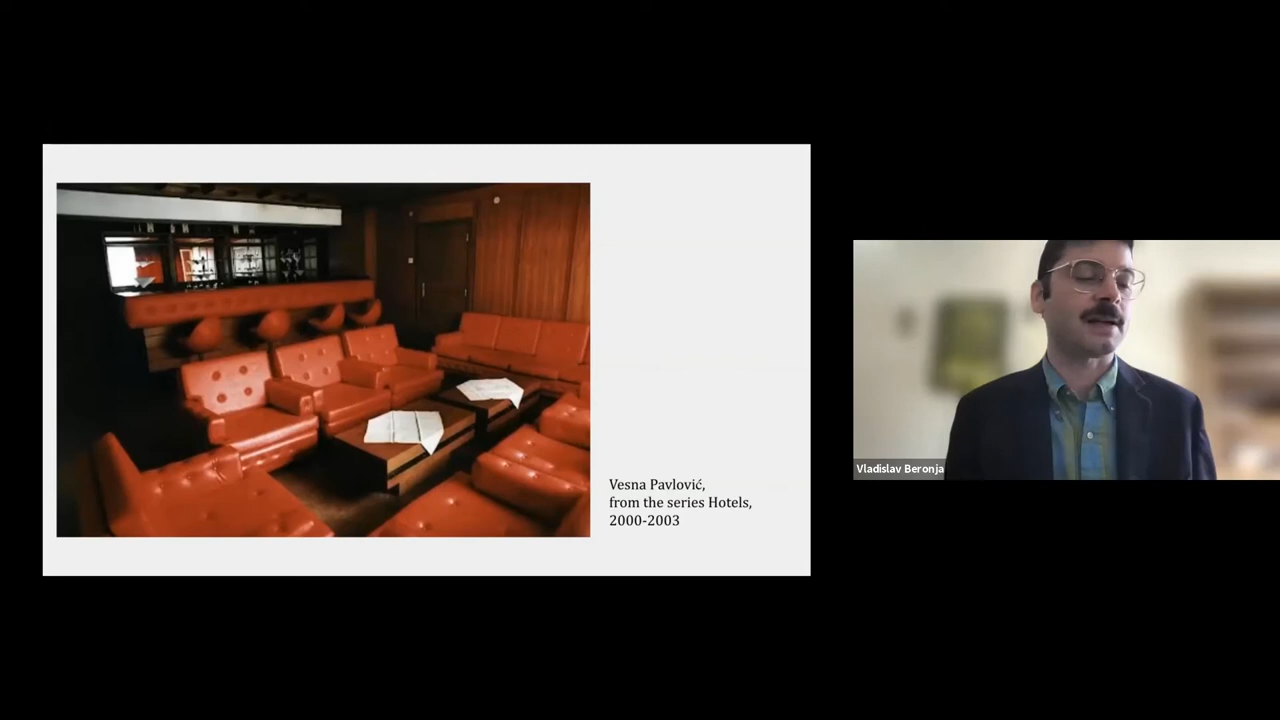 Vesna Pavlović,
from the series Hotels,
2000-2003
Vladislav Beronja